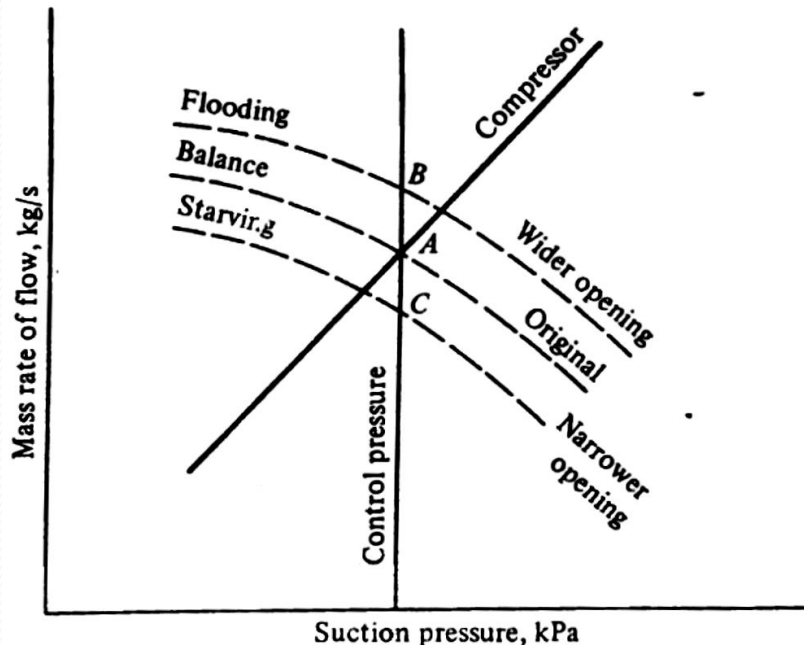 Compressor
Flooding
Balance
Starving
B
A
C
Wider opening
Original
Narrower
opening
Control pressure
Mass rate of flow, kg/s
Suction pressure, kPa